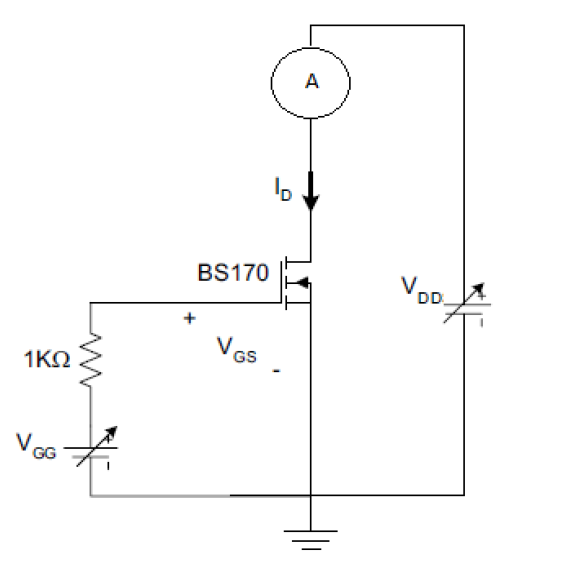 A
I_D
BS170
V_DD
+
-
+
V_GS
-
1KΩ
V_GG
+
-